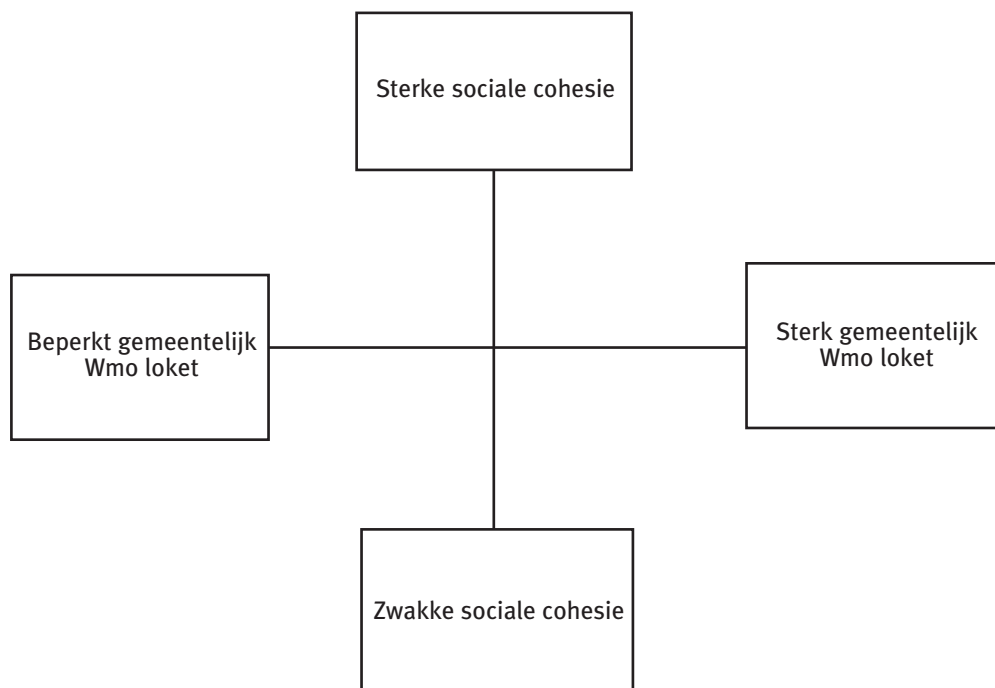 Sterke sociale cohesie
Beperkt gemeentelijk
Wmo loket
Sterk gemeentelijk
Wmo loket
Zwakke sociale cohesie